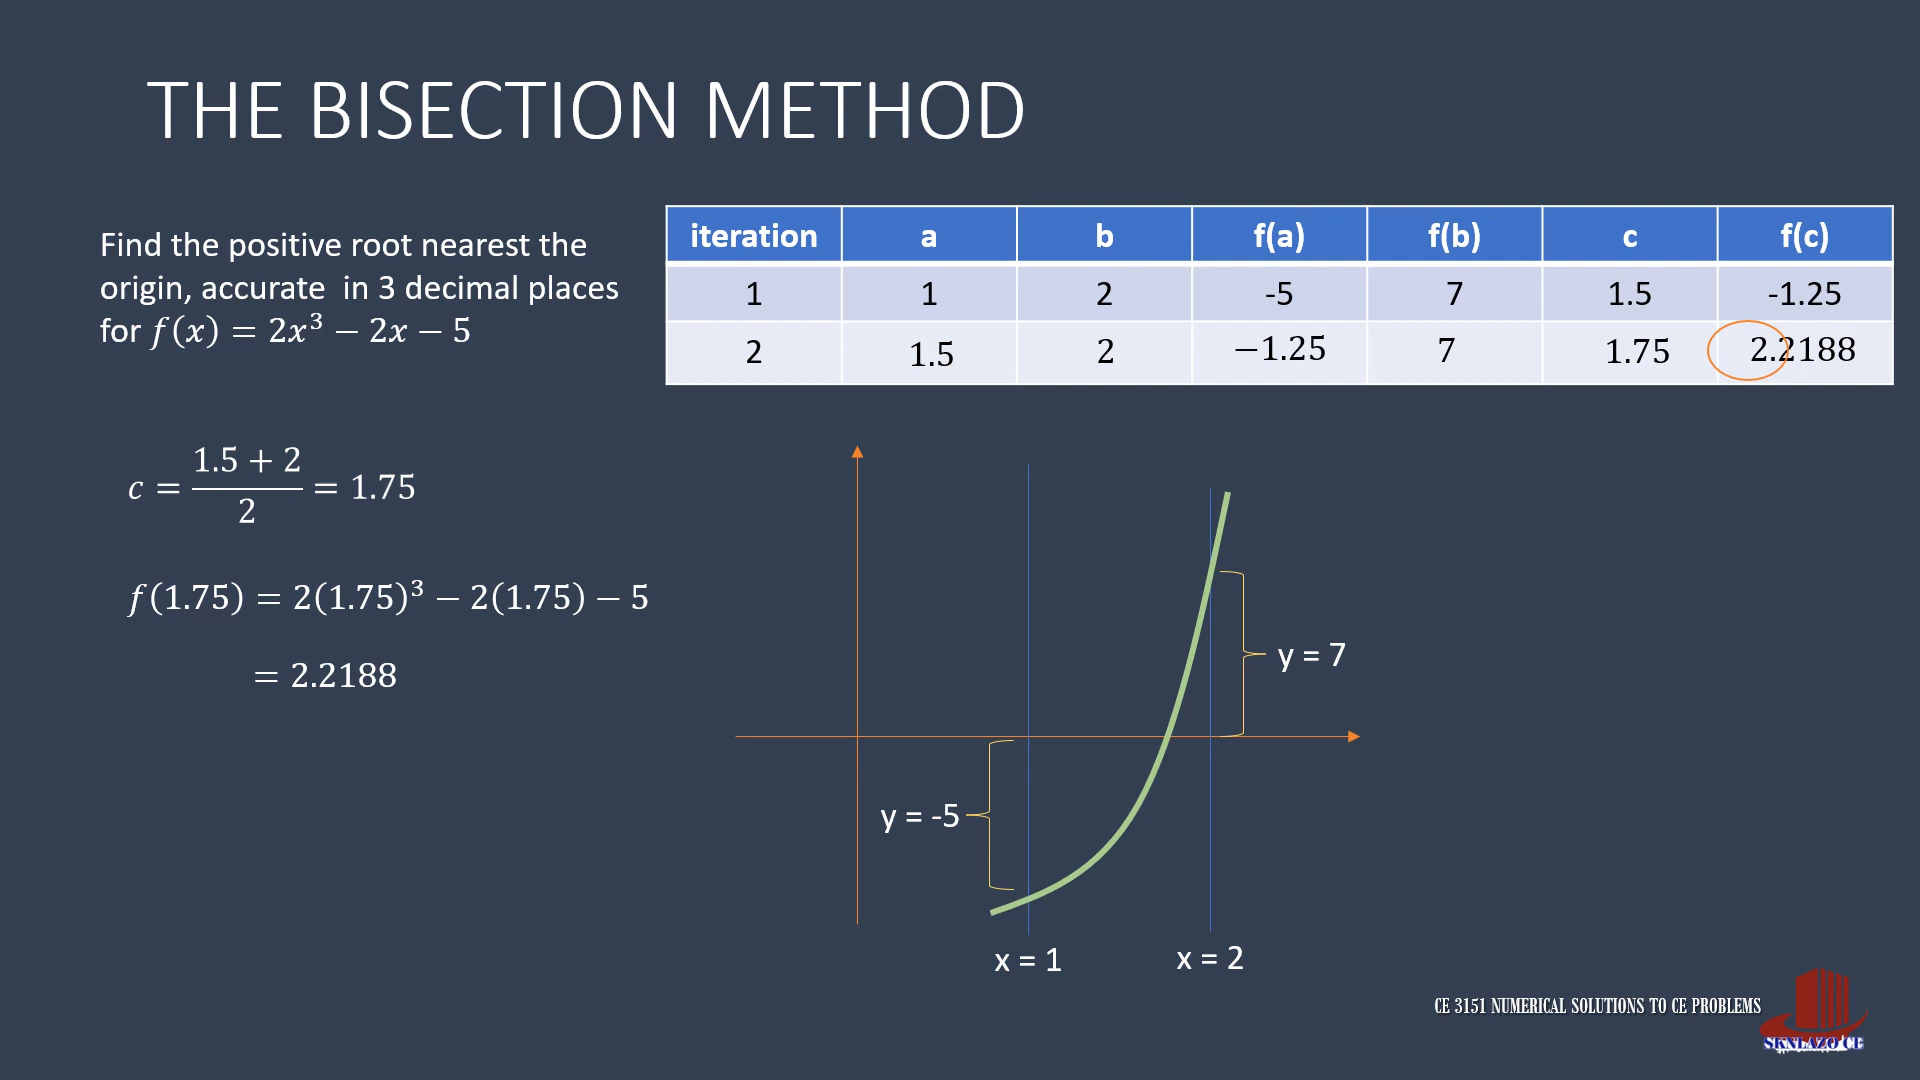 THE BISECTION METHOD
Find the positive root nearest the
origin, accurate in 3 decimal places
for f(x) = 2x³ − 2x − 5
iteration a b f(a) f(b) c f(c)
1 1 2 -5 7 1.5 -1.25
2 1.5 2 −1.25 7 1.75 2.2188
c = (1.5 + 2)/2 = 1.75
f(1.75) = 2(1.75)³ − 2(1.75) − 5
= 2.2188
y = 7
y = -5
x = 1
x = 2
CE 3151 NUMERICAL SOLUTIONS TO CE PROBLEMS
SKNLAZO CE